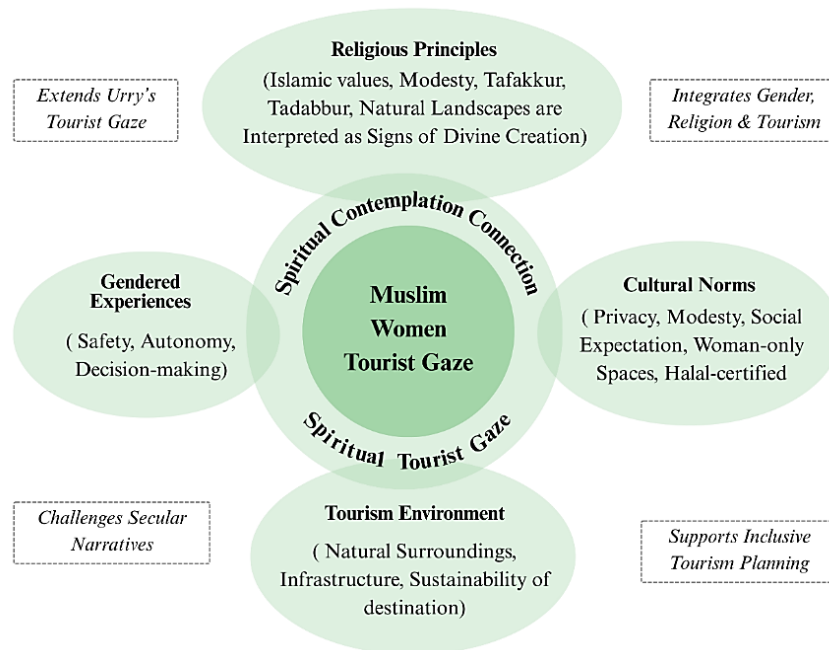 Religious Principles
(Islamic values, Modesty, Tafakkur,
Tadabbur, Natural Landscapes are
Interpreted as Signs of Divine Creation)
Extends Urry's
Tourist Gaze
Integrates Gender,
Religion & Tourism
Spiritual Contemplation Connection
Gendered
Experiences
( Safety, Autonomy,
Decision-making)
Muslim
Women
Tourist Gaze
Cultural Norms
( Privacy, Modesty, Social
Expectation, Woman-only
Spaces, Halal-certified
Spiritual Tourist Gaze
Challenges Secular
Narratives
Tourism Environment
( Natural Surroundings,
Infrastructure, Sustainability of
destination)
Supports Inclusive
Tourism Planning